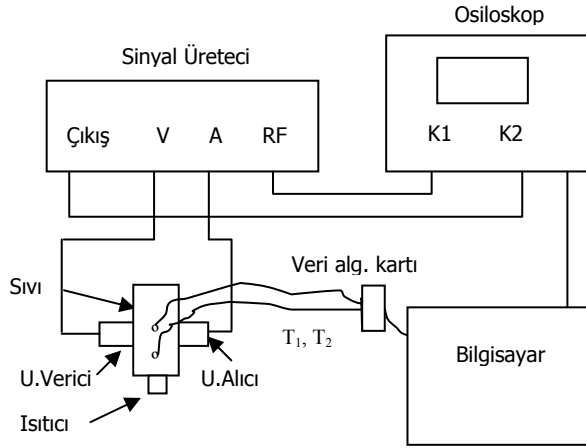 Osiloskop
Sinyal Üreteci
Çıkış V A RF
K1 K2
Veri alg. kartı
Sıvı
T1, T2
Bilgisayar
U.Verici
U.Alıcı
Isıtıcı